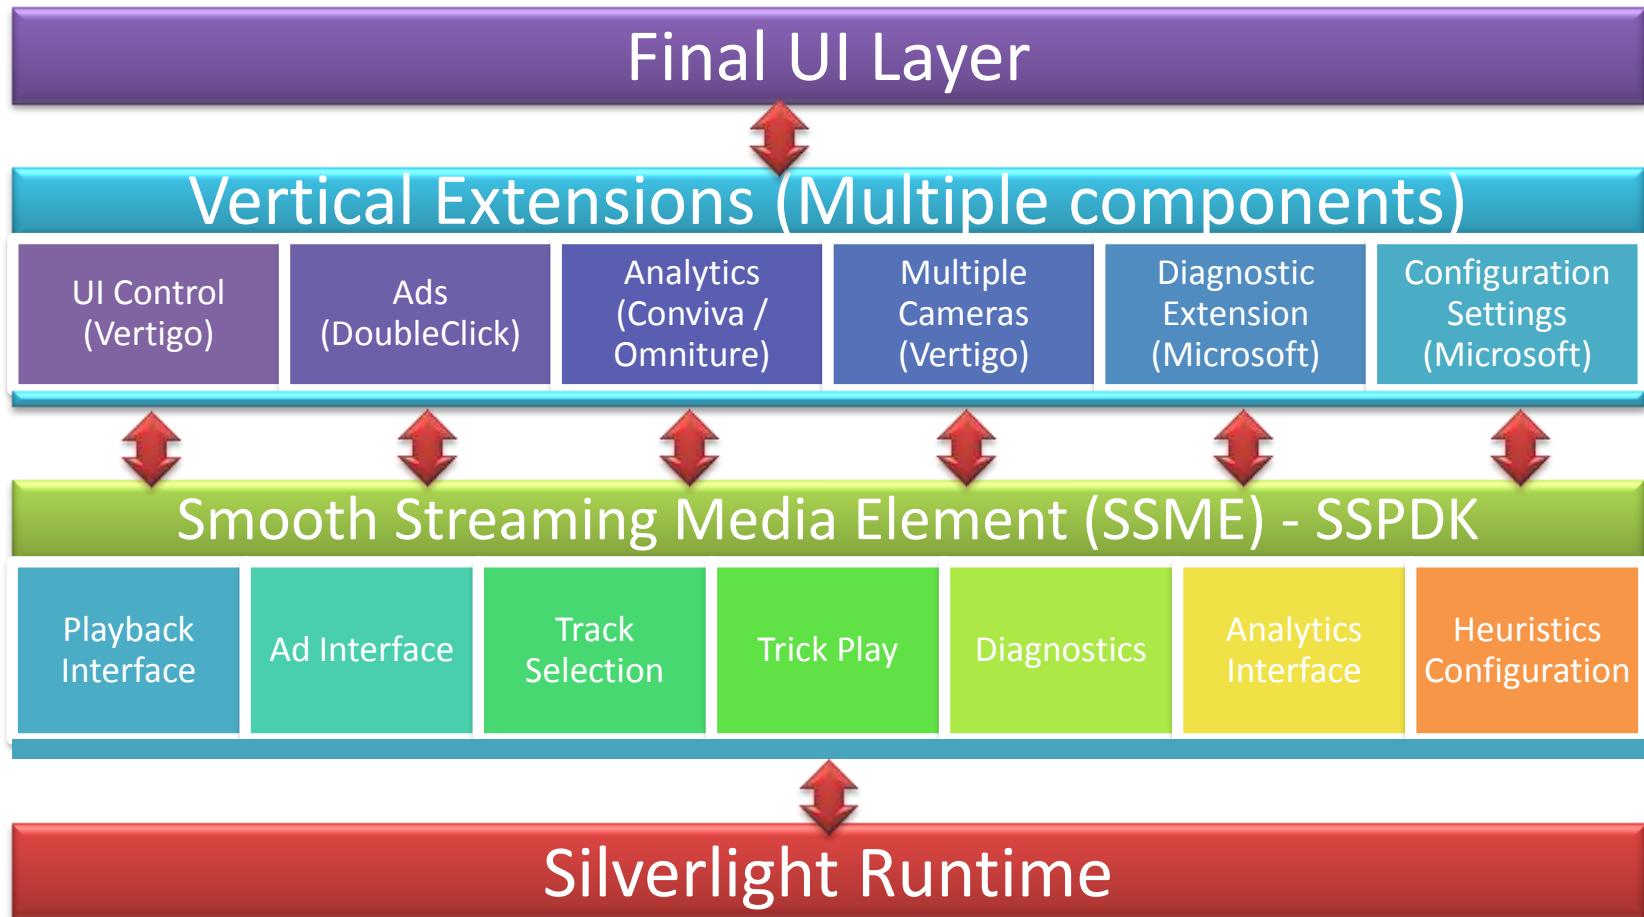 Final UI Layer
Vertical Extensions (Multiple components)
UI Control
(Vertigo)
Ads
(DoubleClick)
Analytics
(Conviva /
Omniture)
Multiple
Cameras
(Vertigo)
Diagnostic
Extension
(Microsoft)
Configuration
Settings
(Microsoft)
Smooth Streaming Media Element (SSME) - SSPDK
Playback
Interface
Ad Interface
Track
Selection
Trick Play
Diagnostics
Analytics
Interface
Heuristics
Configuration
Silverlight Runtime